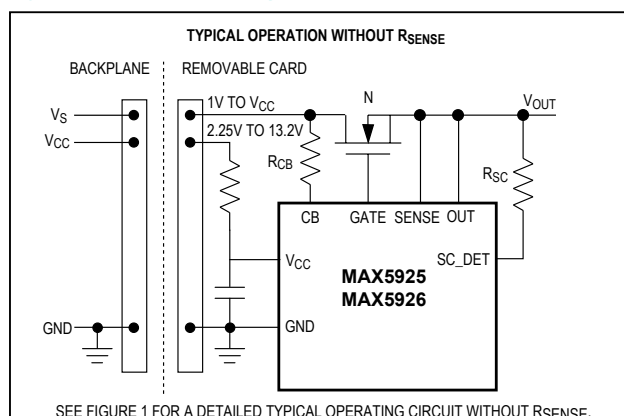 TYPICAL OPERATION WITHOUT RSENSE
BACKPLANE
REMOVABLE CARD
VS
VCC
1V TO VCC
2.25V TO 13.2V
N
VOUT
RCB
RSC
CB
GATE
SENSE
OUT
SC_DET
VCC
MAX5925
MAX5926
GND
GND
SEE FIGURE 1 FOR A DETAILED TYPICAL OPERATING CIRCUIT WITHOUT RSENSE.